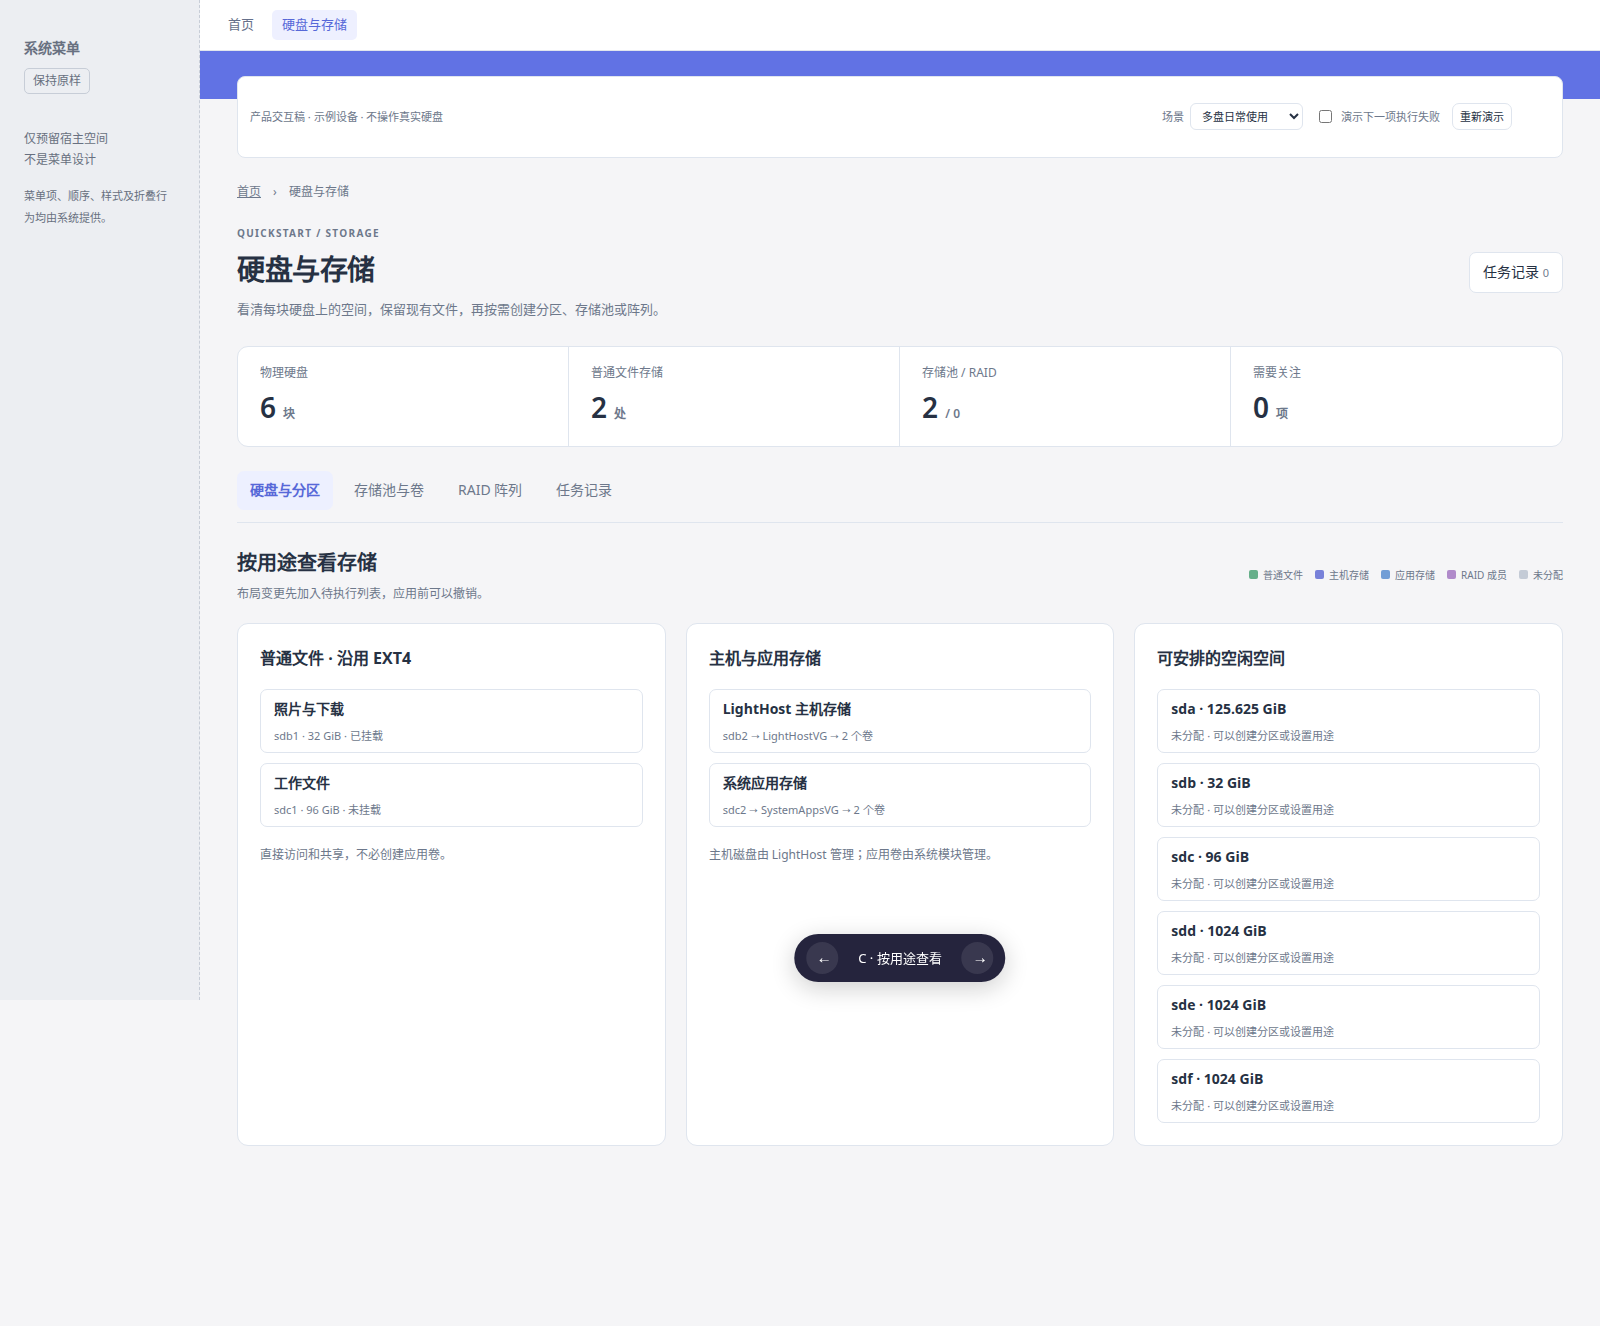 系统菜单
保持原样
仅预留宿主空间
不是菜单设计
菜单项、顺序、样式及折叠行
为均由系统提供。
首页
硬盘与存储
产品交互稿 · 示例设备 · 不操作真实硬盘
场景
多盘日常使用
演示下一项执行失败
重新演示
首页 › 硬盘与存储
QUICKSTART / STORAGE
硬盘与存储
看清每块硬盘上的空间，保留现有文件，再按需创建分区、存储池或阵列。
任务记录 0
物理硬盘
6 块
普通文件存储
2 处
存储池 / RAID
2 / 0
需要关注
0 项
硬盘与分区
存储池与卷
RAID 阵列
任务记录
按用途查看存储
布局变更先加入待执行列表，应用前可以撤销。
普通文件
主机存储
应用存储
RAID 成员
未分配
普通文件 · 沿用 EXT4
照片与下载
sdb1 · 32 GiB · 已挂载
工作文件
sdc1 · 96 GiB · 未挂载
直接访问和共享，不必创建应用卷。
主机与应用存储
LightHost 主机存储
sdb2 → LightHostVG → 2 个卷
系统应用存储
sdc2 → SystemAppsVG → 2 个卷
主机磁盘由 LightHost 管理；应用卷由系统模块管理。
← C · 按用途查看 →
可安排的空闲空间
sda · 125.625 GiB
未分配 · 可以创建分区或设置用途
sdb · 32 GiB
未分配 · 可以创建分区或设置用途
sdc · 96 GiB
未分配 · 可以创建分区或设置用途
sdd · 1024 GiB
未分配 · 可以创建分区或设置用途
sde · 1024 GiB
未分配 · 可以创建分区或设置用途
sdf · 1024 GiB
未分配 · 可以创建分区或设置用途